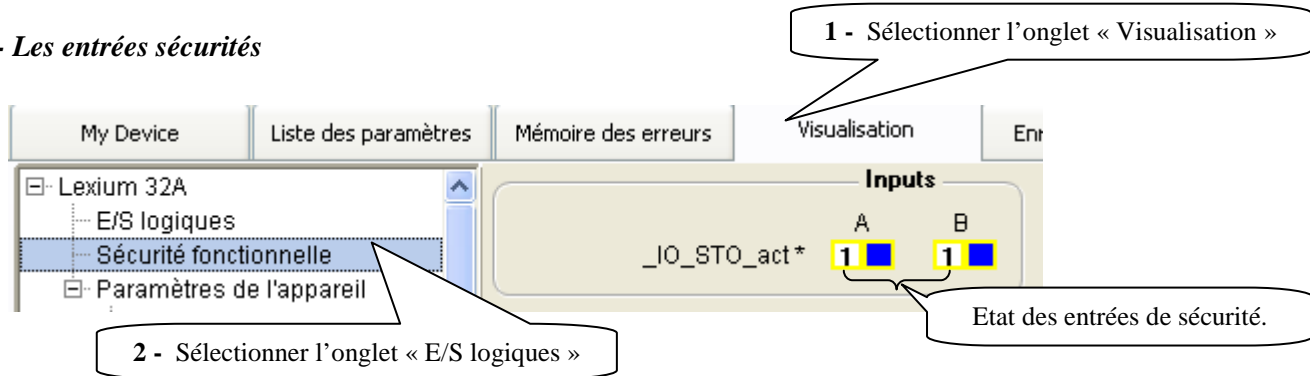 1 - Sélectionner l’onglet « Visualisation »
- Les entrées sécurités
My Device Liste des paramètres Mémoire des erreurs Visualisation Enr
Lexium 32A
Inputs
E/S logiques
A B
Sécurité fonctionnelle
_IO_STO_act * 1 1
Paramètres de l'appareil
Etat des entrées de sécurité.
2 - Sélectionner l’onglet « E/S logiques »